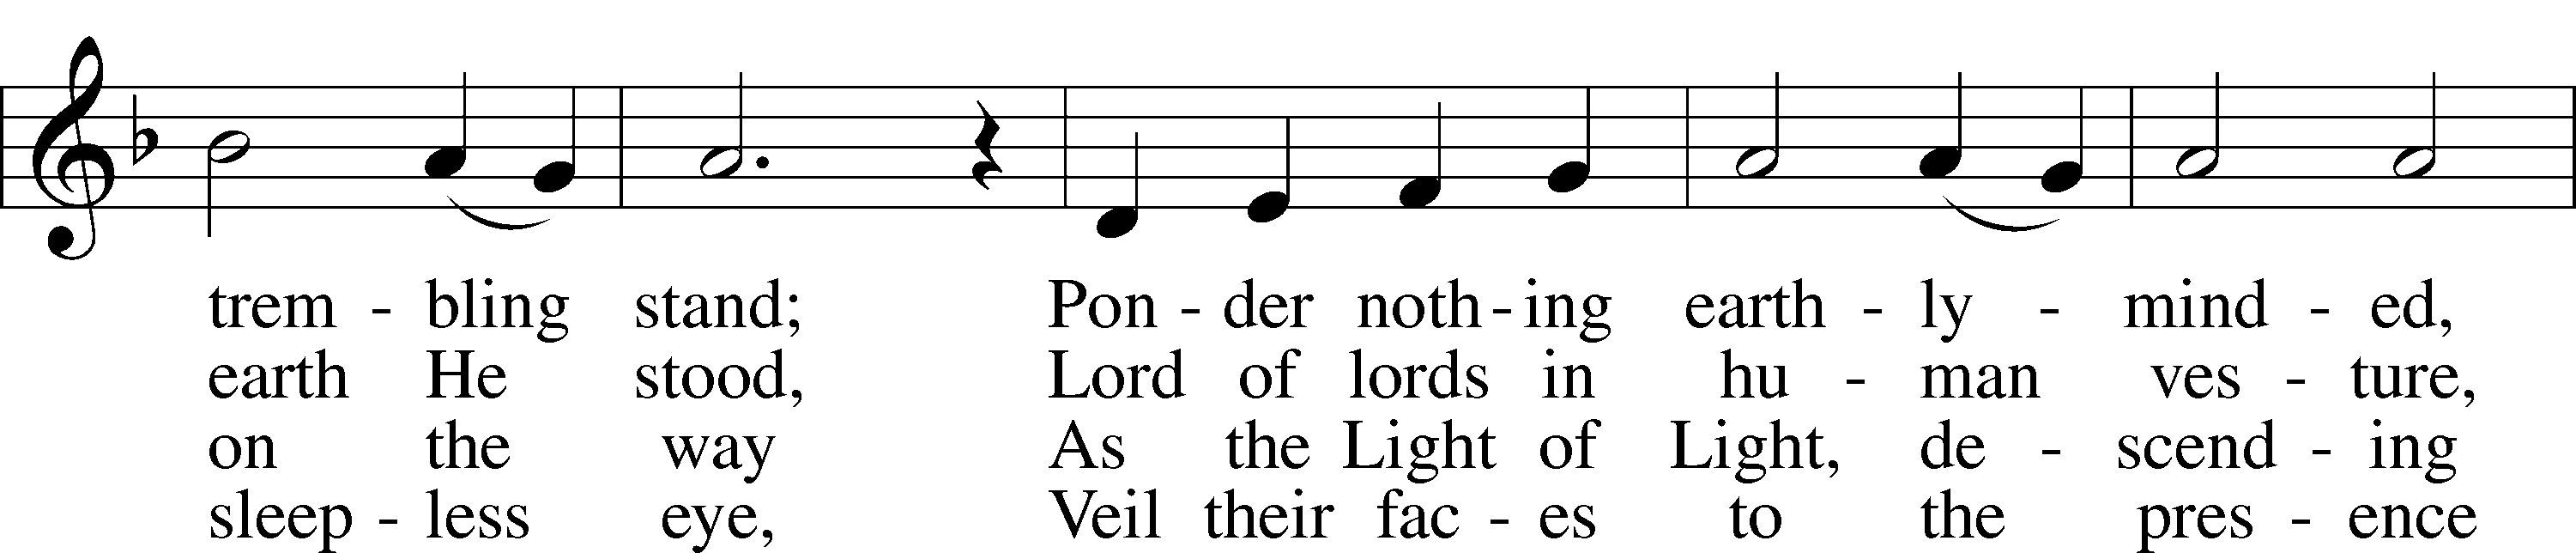 trem - bling stand; Pon - der noth - ing earth - ly - mind - ed,
earth He stood, Lord of lords in hu - man ves - ture,
on the way As the Light of Light, de - scend - ing
sleep - less eye, Veil their fac - es to the pres - ence